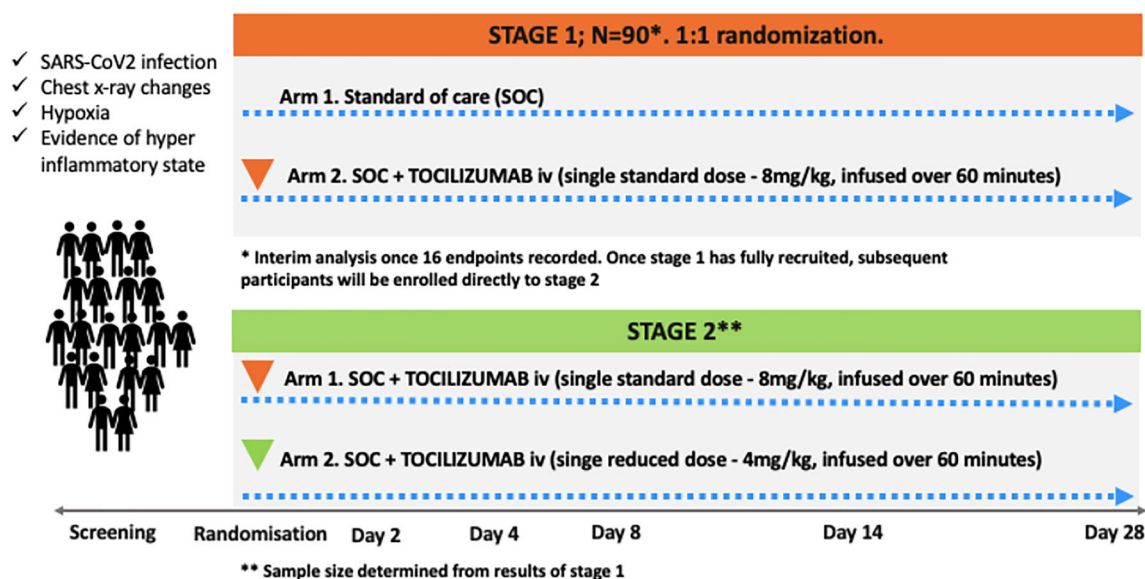 ✓ SARS-CoV2 infection
✓ Chest x-ray changes
✓ Hypoxia
✓ Evidence of hyper
inflammatory state
STAGE 1; N=90*. 1:1 randomization.
Arm 1. Standard of care (SOC)
Arm 2. SOC + TOCILIZUMAB iv (single standard dose - 8mg/kg, infused over 60 minutes)
* Interim analysis once 16 endpoints recorded. Once stage 1 has fully recruited, subsequent
participants will be enrolled directly to stage 2
STAGE 2**
Arm 1. SOC + TOCILIZUMAB iv (single standard dose - 8mg/kg, infused over 60 minutes)
Arm 2. SOC + TOCILIZUMAB iv (singe reduced dose - 4mg/kg, infused over 60 minutes)
Screening Randomisation Day 2 Day 4 Day 8 Day 14 Day 28
** Sample size determined from results of stage 1